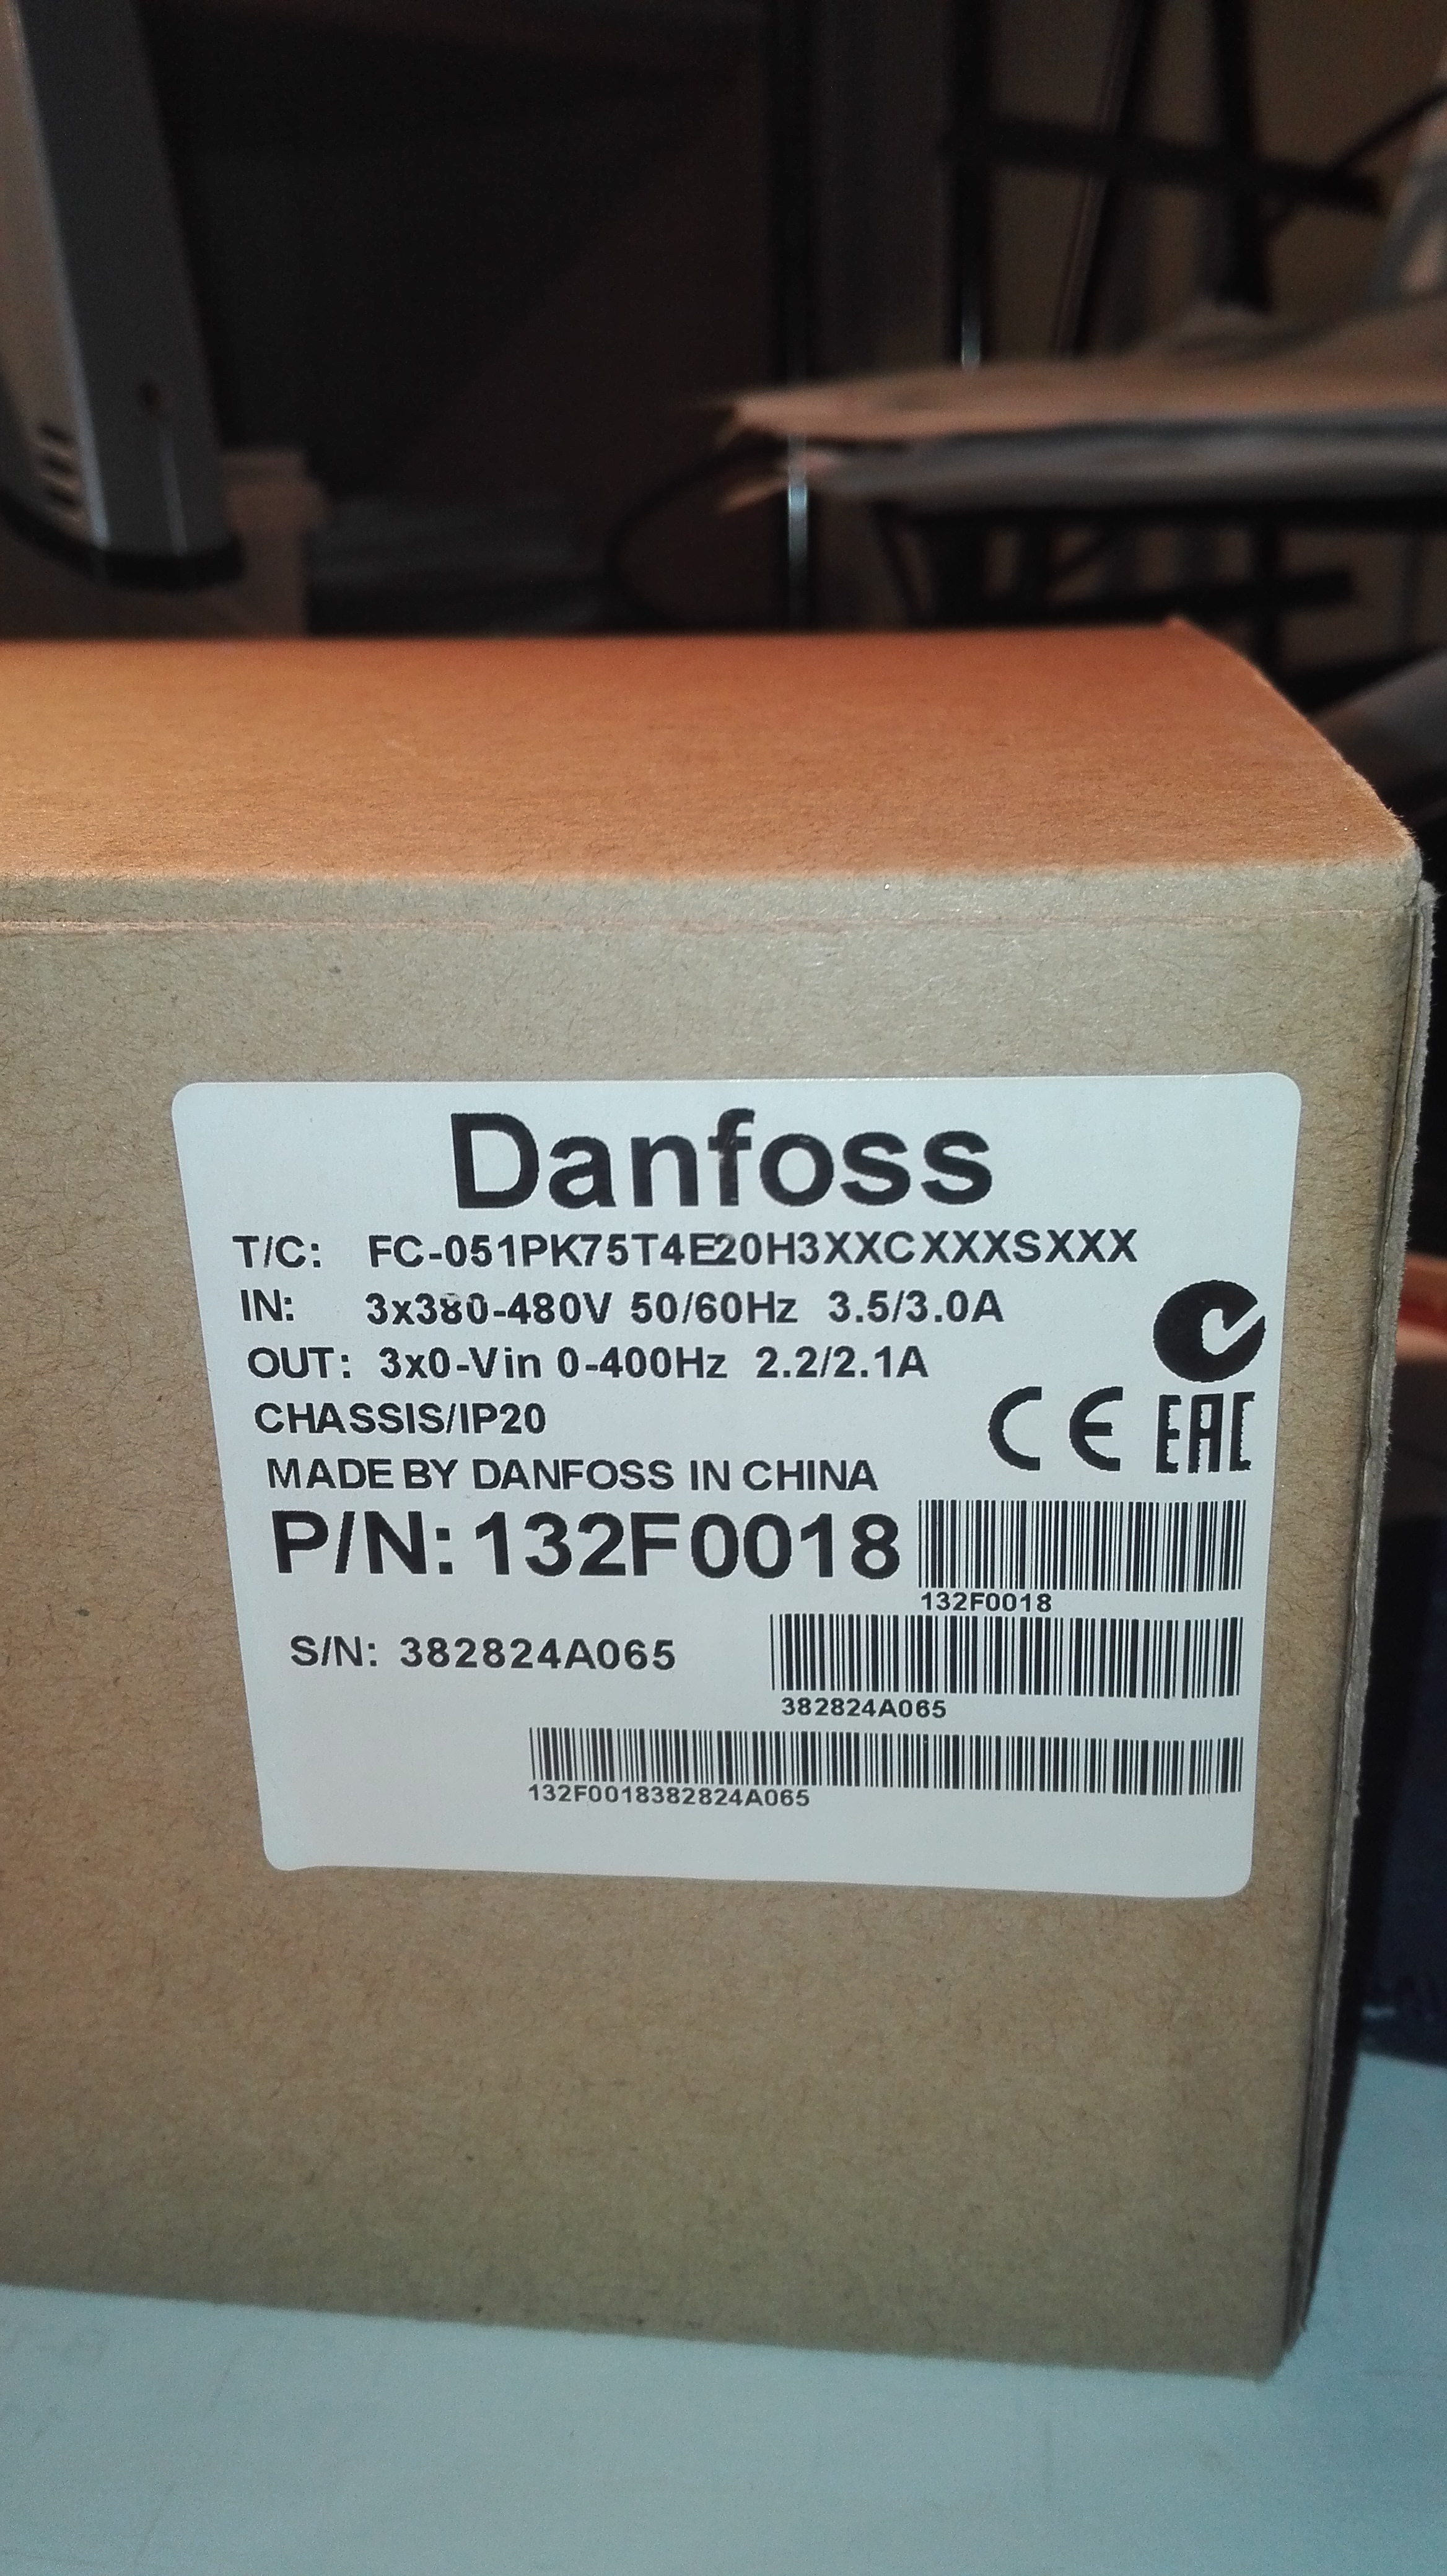 Danfoss
T/C: FC-051PK75T4E20H3XXCXXXSXXX
IN: 3x380-480V 50/60Hz 3.5/3.0A
OUT: 3x0-Vin 0-400Hz 2.2/2.1A
CHASSIS/IP20
CE EAC
MADE BY DANFOSS IN CHINA
P/N: 132F0018
132F0018
S/N: 382824A065
382824A065
132F0018382824A065